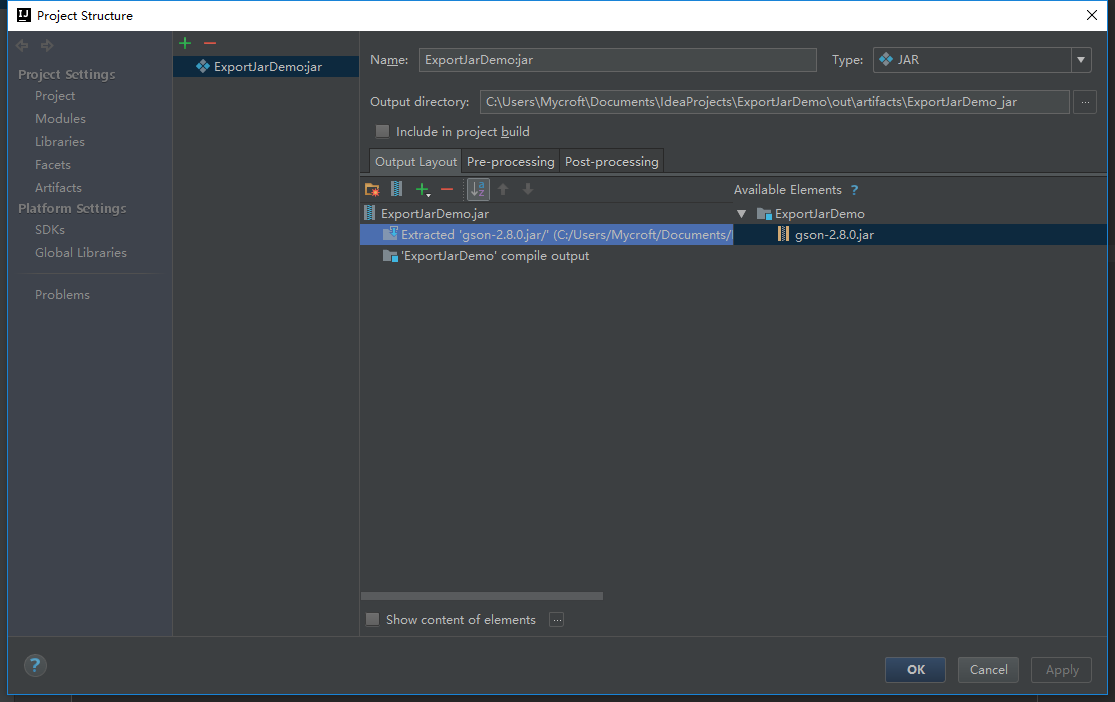 Project Structure
Project Settings
Project
Modules
Libraries
Facets
Artifacts
Platform Settings
SDKs
Global Libraries
Problems
ExportJarDemo:jar
Name: ExportJarDemo:jar Type: JAR
Output directory: C:\Users\Mycroft\Documents\IdeaProjects\ExportJarDemo\out\artifacts\ExportJarDemo_jar ...
Include in project build
Output Layout Pre-processing Post-processing
Available Elements ?
ExportJarDemo.jar
Extracted 'gson-2.8.0.jar/' (C:/Users/Mycroft/Documents/
'ExportJarDemo' compile output
ExportJarDemo
gson-2.8.0.jar
Show content of elements ...
? OK Cancel Apply